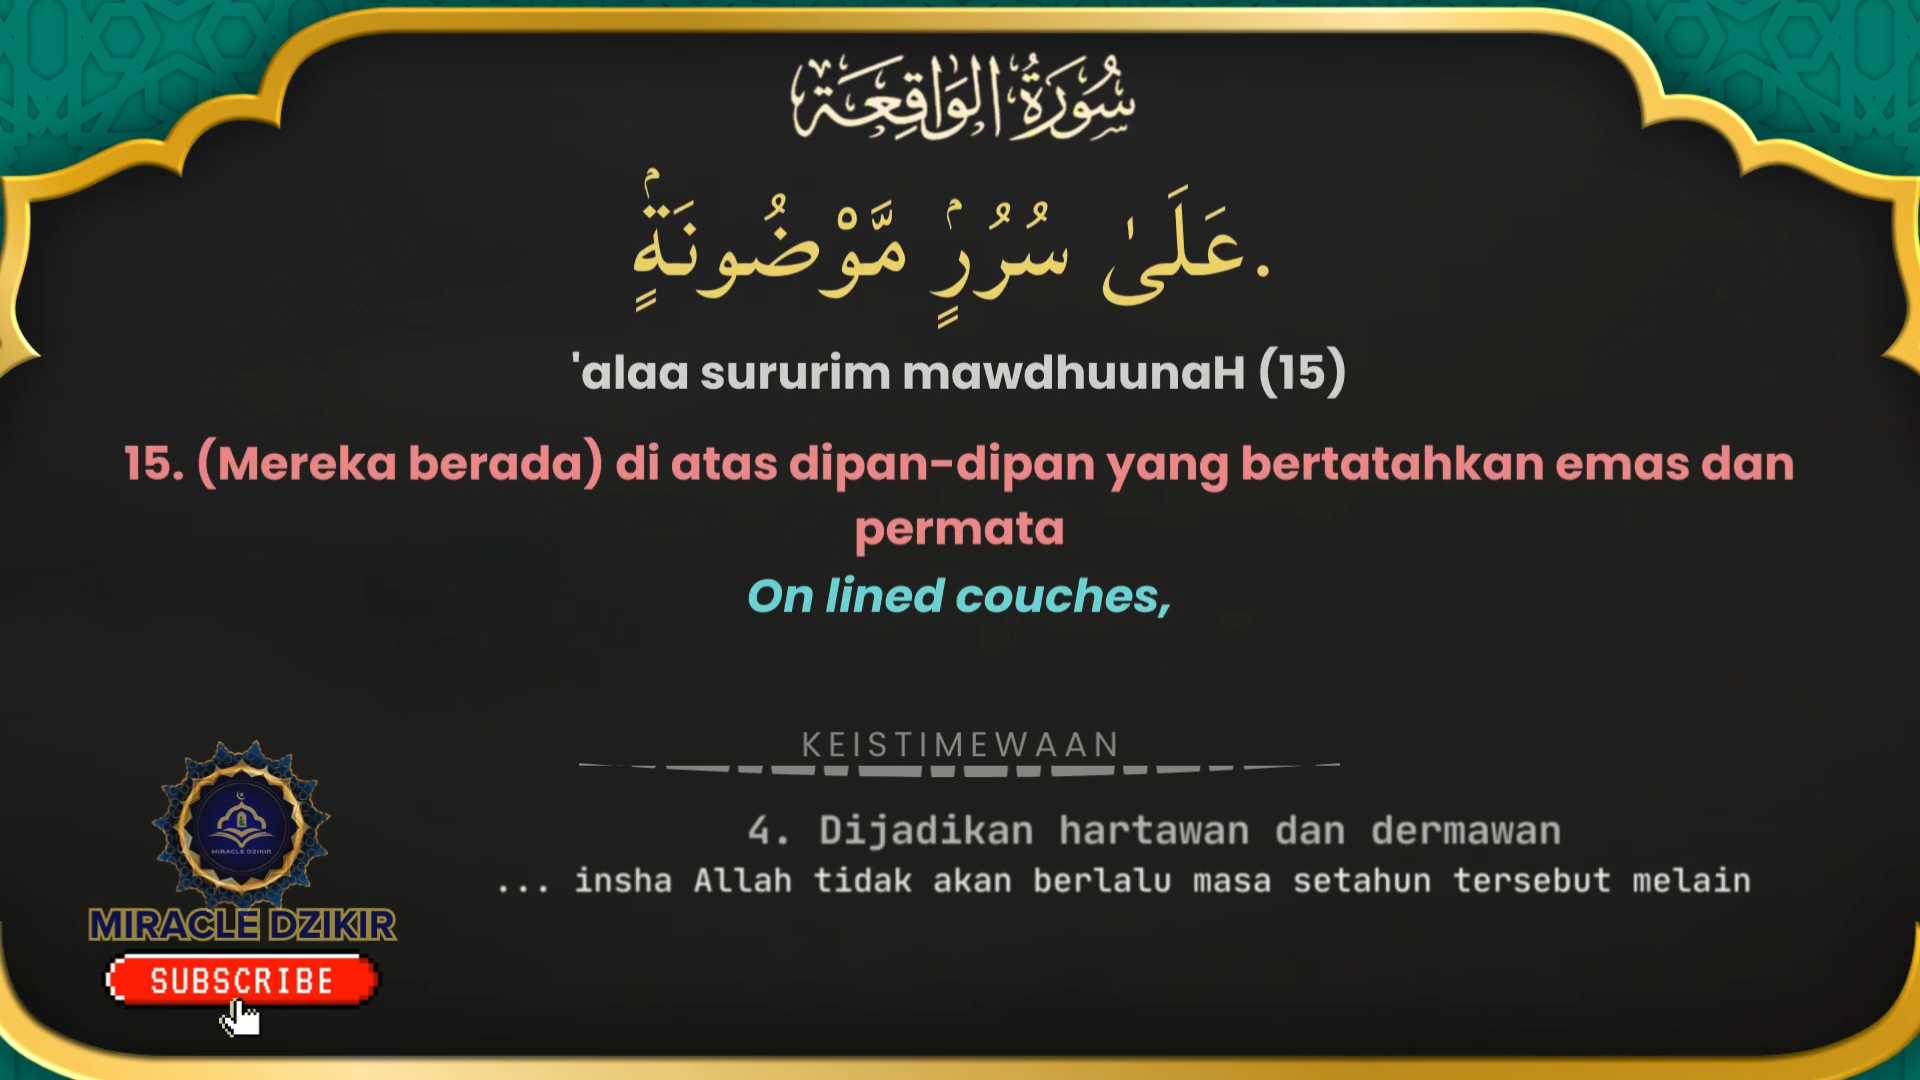 سُورَةُ الوَاقِعَة
عَلَىٰ سُرُرٍۢ مَّوْضُونَةٍۢ.
'alaa sururim mawdhuunaH (15)
15. (Mereka berada) di atas dipan-dipan yang bertatahkan emas dan
permata
On lined couches,
KEISTIMEWAAN
4. Dijadikan hartawan dan dermawan
... insha Allah tidak akan berlalu masa setahun tersebut melain
MIRACLE DZIKIR
MIRACLE DZIKIR
SUBSCRIBE